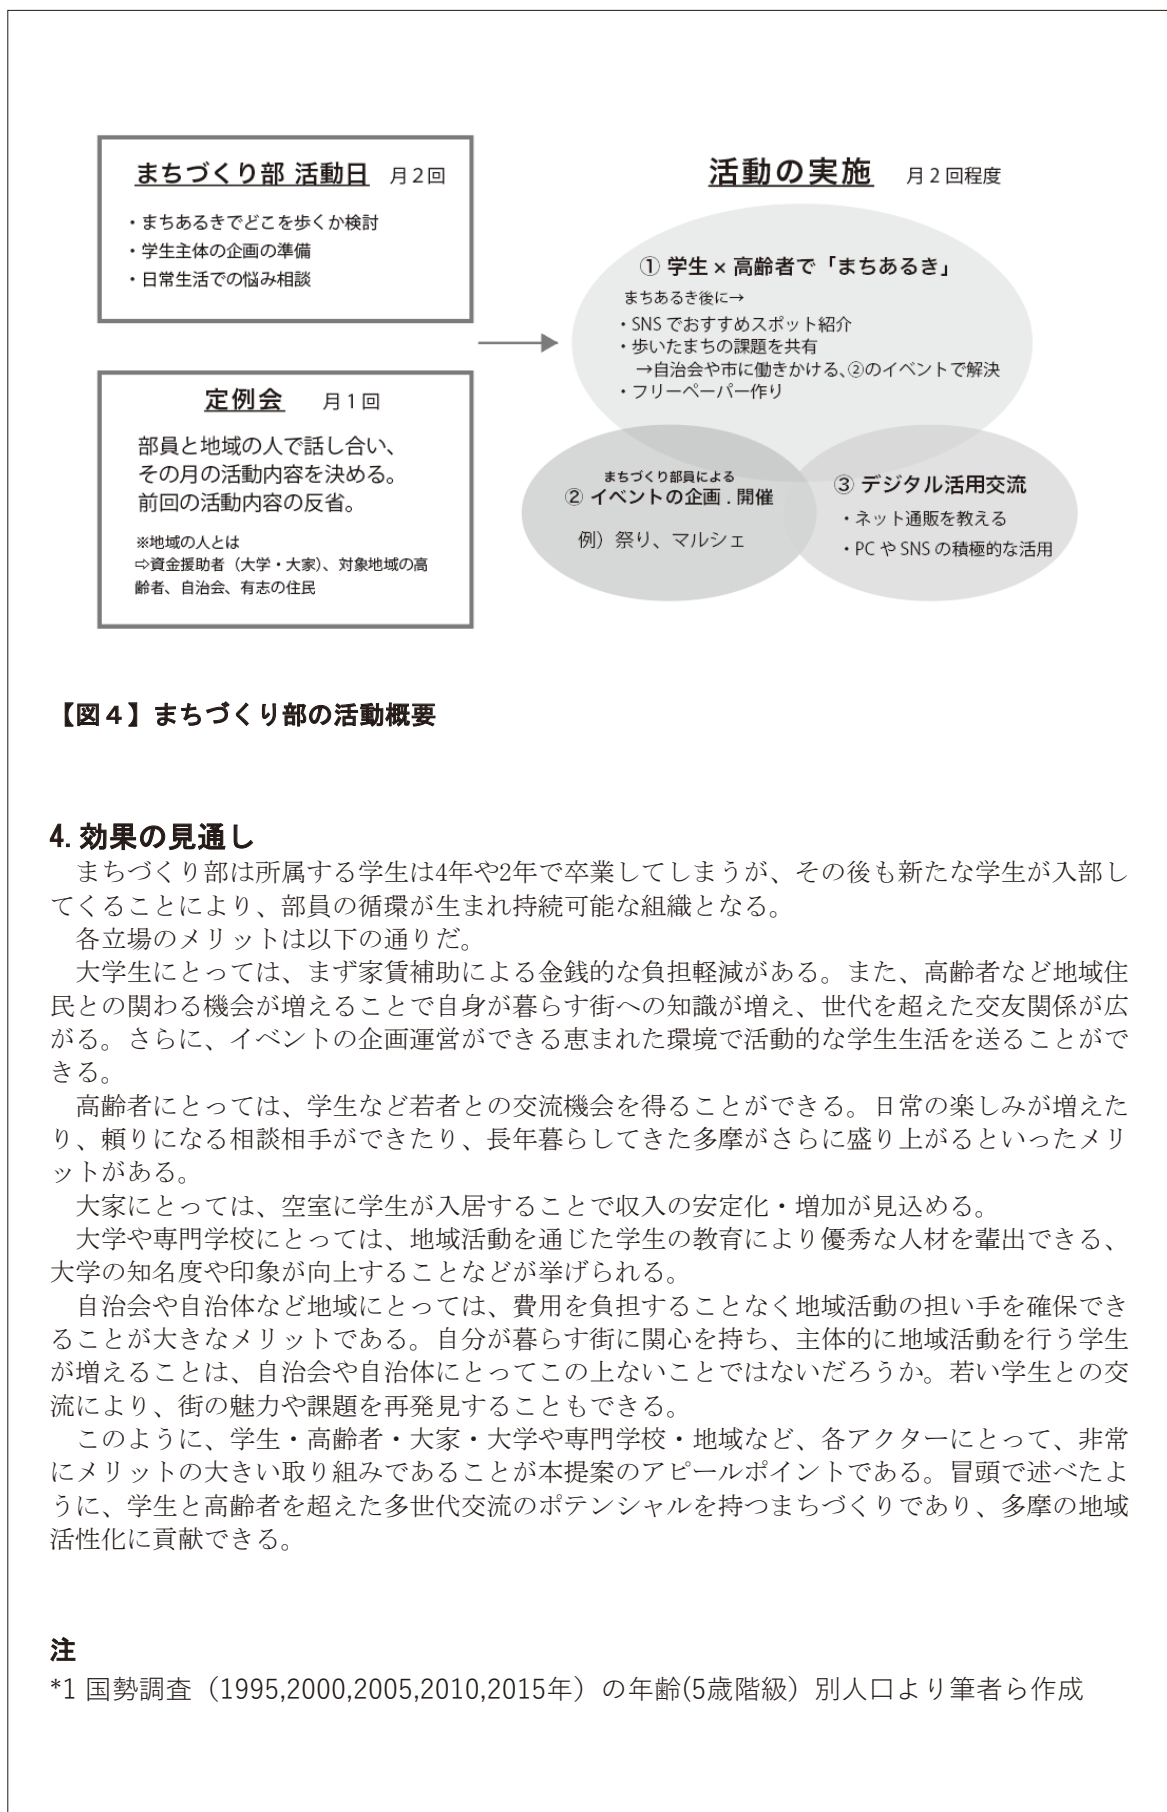 まちづくり部 活動日 月2回
・まちあるきでどこを歩くか検討
・学生主体の企画の準備
・日常生活での悩み相談
定例会 月1回
部員と地域の人で話し合い、
その月の活動内容を決める。
前回の活動内容の反省。
※地域の人とは
⇨資金援助者（大学・大家）、対象地域の高
齢者、自治会、有志の住民
活動の実施 月2回程度
① 学生 × 高齢者で「まちあるき」
まちあるき後に→
・SNS でおすすめスポット紹介
・歩いたまちの課題を共有
→自治会や市に働きかける、②のイベントで解決
・フリーペーパー作り
まちづくり部員による
② イベントの企画 . 開催
例）祭り、マルシェ
③ デジタル活用交流
・ネット通販を教える
・PC や SNS の積極的な活用
【図４】まちづくり部の活動概要
4. 効果の見通し
まちづくり部は所属する学生は4年や2年で卒業してしまうが、その後も新たな学生が入部し
てくることにより、部員の循環が生まれ持続可能な組織となる。
各立場のメリットは以下の通りだ。
大学生にとっては、まず家賃補助による金銭的な負担軽減がある。また、高齢者など地域住
民との関わる機会が増えることで自身が暮らす街への知識が増え、世代を超えた交友関係が広
がる。さらに、イベントの企画運営ができる恵まれた環境で活動的な学生生活を送ることがで
きる。
高齢者にとっては、学生など若者との交流機会を得ることができる。日常の楽しみが増えた
り、頼りになる相談相手ができたり、長年暮らしてきた多摩がさらに盛り上がるといったメリ
ットがある。
大家にとっては、空室に学生が入居することで収入の安定化・増加が見込める。
大学や専門学校にとっては、地域活動を通じた学生の教育により優秀な人材を輩出できる、
大学の知名度や印象が向上することなどが挙げられる。
自治会や自治体など地域にとっては、費用を負担することなく地域活動の担い手を確保でき
ることが大きなメリットである。自分が暮らす街に関心を持ち、主体的に地域活動を行う学生
が増えることは、自治会や自治体にとってこの上ないことではないだろうか。若い学生との交
流により、街の魅力や課題を再発見することもできる。
このように、学生・高齢者・大家・大学や専門学校・地域など、各アクターにとって、非常
にメリットの大きい取り組みであることが本提案のアピールポイントである。冒頭で述べたよ
うに、学生と高齢者を超えた多世代交流のポテンシャルを持つまちづくりであり、多摩の地域
活性化に貢献できる。
注
*1 国勢調査（1995,2000,2005,2010,2015年）の年齢(5歳階級）別人口より筆者ら作成